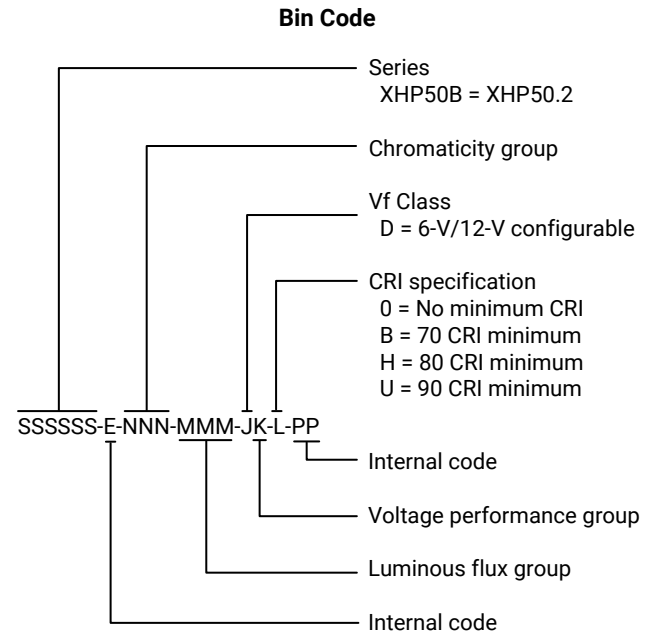 Bin Code
Series
XHP50B = XHP50.2
Chromaticity group
Vf Class
D = 6-V/12-V configurable
CRI specification
0 = No minimum CRI
B = 70 CRI minimum
H = 80 CRI minimum
U = 90 CRI minimum
SSSSSS-E-NNN-MMM-JK-L-PP
Internal code
Voltage performance group
Luminous flux group
Internal code